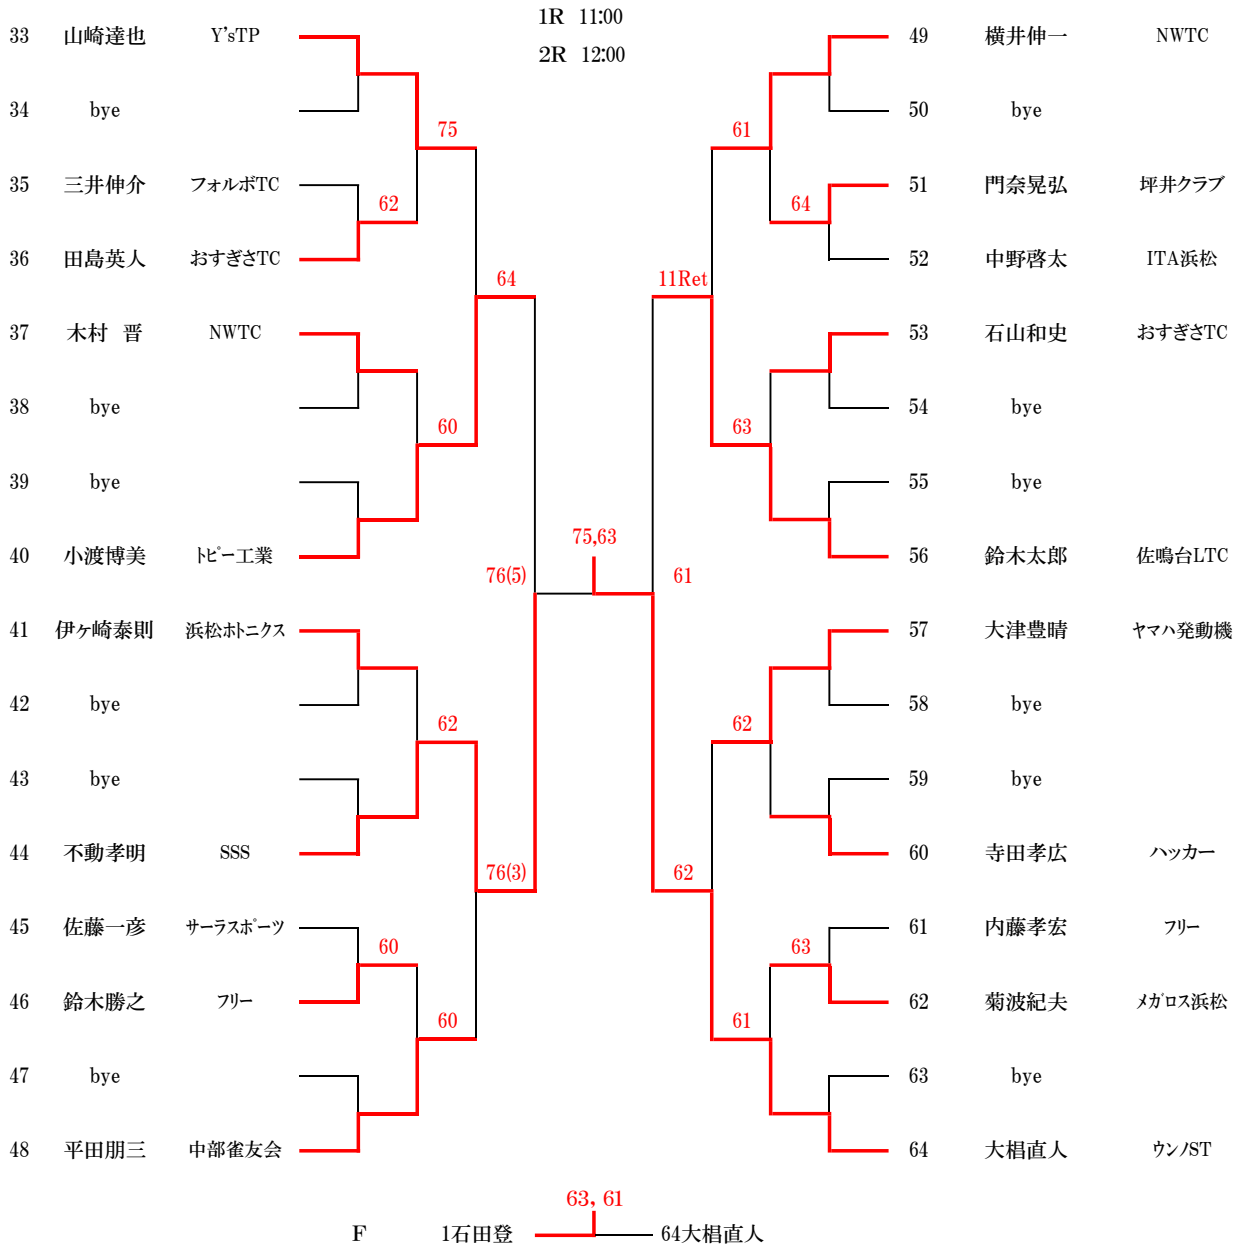 1R 11:00
2R 12:00
33 山崎達也 Y'sTP
34 bye
75
35 三井伸介 フォルボTC
62
36 田島英人 おすぎさTC
64
37 木村 晋 NWTC
38 bye
60
39 bye
40 小渡博美 トピー工業
76(5)
41 伊ヶ崎泰則 浜松ホトニクス
42 bye
62
43 bye
44 不動孝明 SSS
76(3)
45 佐藤一彦 サーラスポーツ
60
46 鈴木勝之 フリー
60
47 bye
48 平田朋三 中部雀友会
75,63
49 横井伸一 NWTC
50 bye
61
51 門奈晃弘 坪井クラブ
64
52 中野啓太 ITA浜松
11Ret
53 石山和史 おすぎさTC
54 bye
63
55 bye
56 鈴木太郎 佐鳴台LTC
61
57 大津豊晴 ヤマハ発動機
58 bye
62
59 bye
60 寺田孝広 ハッカー
62
61 内藤孝宏 フリー
63
62 菊波紀夫 メガロス浜松
61
63 bye
64 大椙直人 ウンノST
63, 61
F 1石田登 64大椙直人